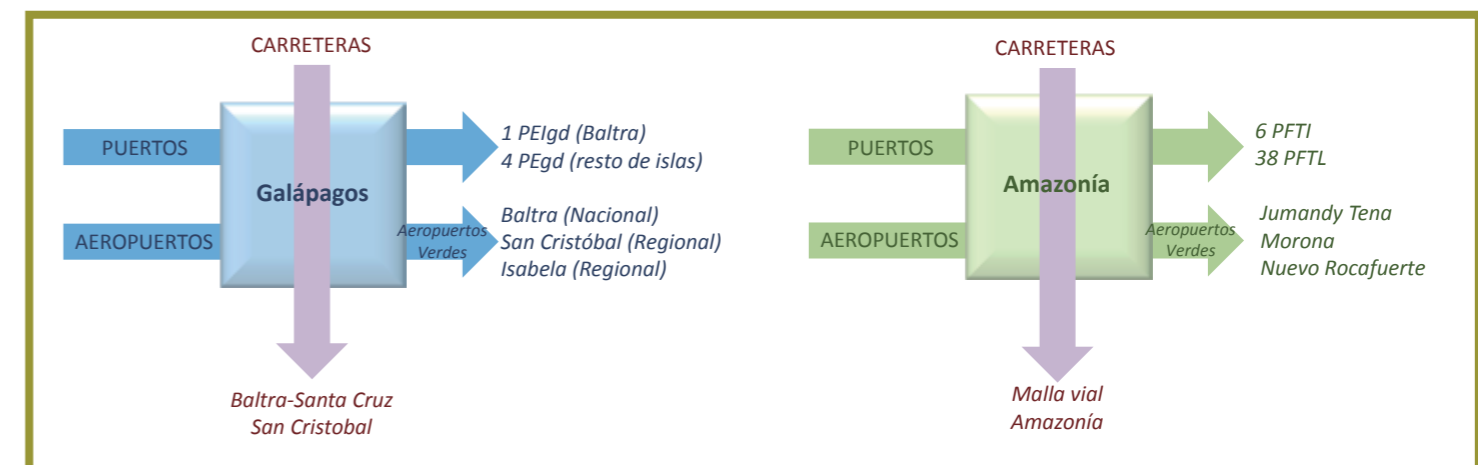 CARRETERAS
PUERTOS
Galápagos
1 PEIgd (Baltra)
4 PEgd (resto de islas)
AEROPUERTOS
Aeropuertos
Verdes
Baltra (Nacional)
San Cristóbal (Regional)
Isabela (Regional)
Baltra-Santa Cruz
San Cristobal
CARRETERAS
PUERTOS
Amazonía
6 PFTI
38 PFTL
AEROPUERTOS
Aeropuertos
Verdes
Jumandy Tena
Morona
Nuevo Rocafuerte
Malla vial
Amazonía